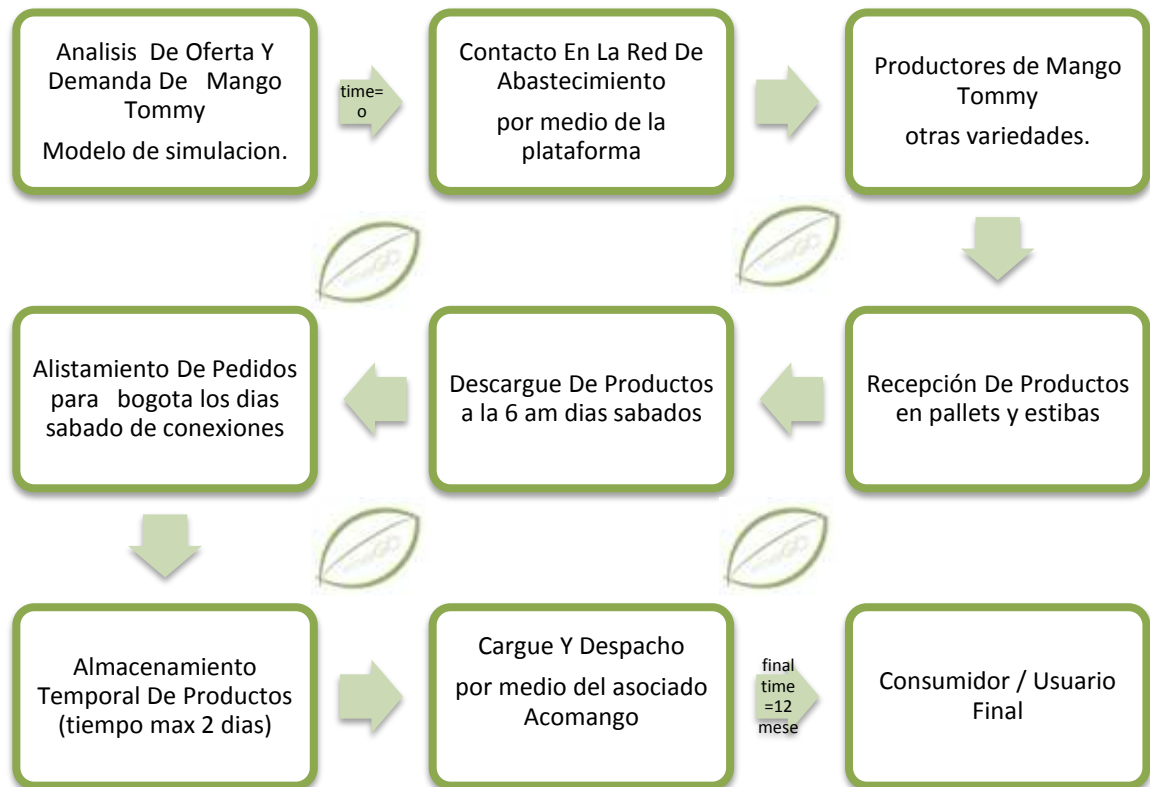 Analisis De Oferta Y
Demanda De Mango
Tommy
Modelo de simulacion.
time=
o
Contacto En La Red De
Abastecimiento
por medio de la
plataforma
Productores de Mango
Tommy
otras variedades.
Recepción De Productos
en pallets y estibas
Descargue De Productos
a la 6 am dias sabados
Alistamiento De Pedidos
para bogota los dias
sabado de conexiones
Almacenamiento
Temporal De Productos
(tiempo max 2 dias)
Cargue Y Despacho
por medio del asociado
Acomango
final
time
=12
mese
Consumidor / Usuario
Final